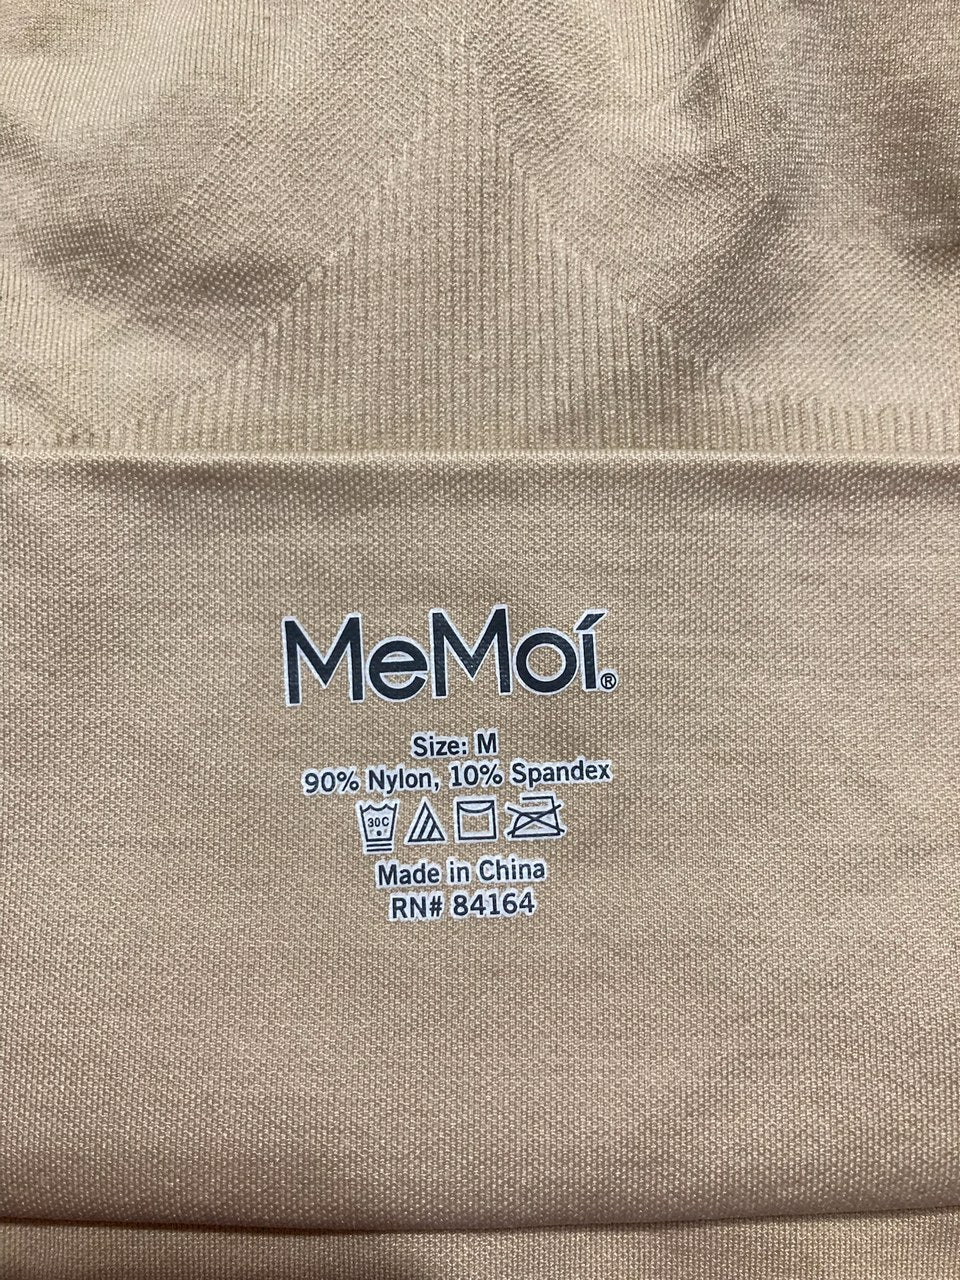 MeMoí®
Size: M
90% Nylon, 10% Spandex
30C
Made in China
RN# 84164